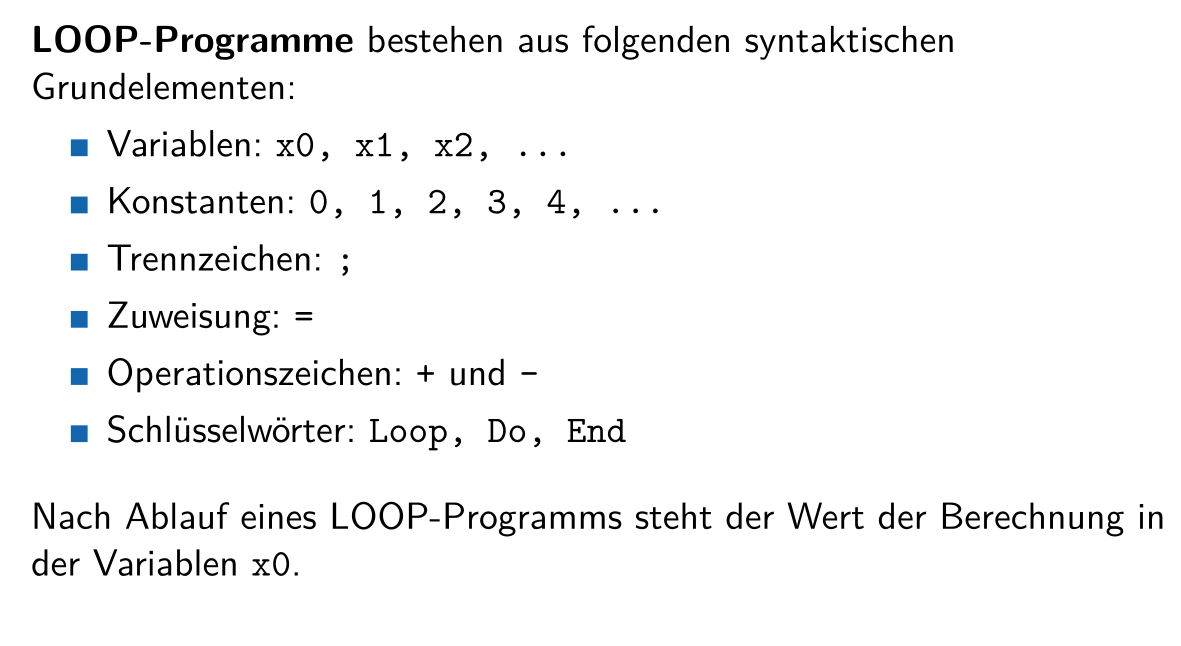 LOOP-Programme bestehen aus folgenden syntaktischen
Grundelementen:
Variablen: x0, x1, x2, ...
Konstanten: 0, 1, 2, 3, 4, ...
Trennzeichen: ;
Zuweisung: =
Operationszeichen: + und -
Schlüsselwörter: Loop, Do, End
Nach Ablauf eines LOOP-Programms steht der Wert der Berechnung in
der Variablen x0.